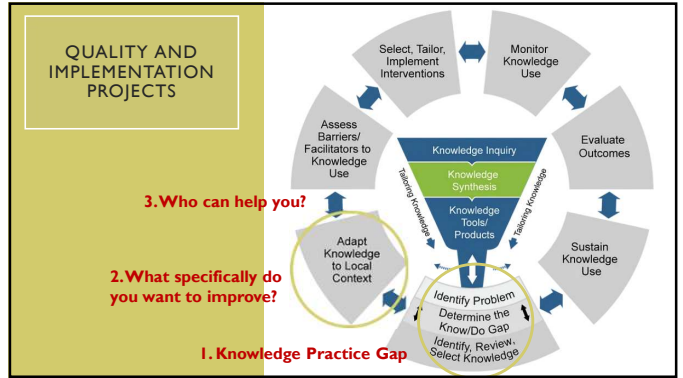 QUALITY AND
IMPLEMENTATION
PROJECTS
Select, Tailor,
Implement
Interventions
Monitor
Knowledge
Use
Assess
Barriers/
Facilitators to
Knowledge
Use
Evaluate
Outcomes
Knowledge Inquiry
Knowledge
Synthesis
Knowledge
Tools/
Products
Tailoring Knowledge
Tailoring Knowledge
3. Who can help you?
Adapt
Knowledge
to Local
Context
Sustain
Knowledge
Use
2. What specifically do
you want to improve?
Identify Problem
Determine the
Know/Do Gap
Identify, Review,
Select Knowledge
1. Knowledge Practice Gap